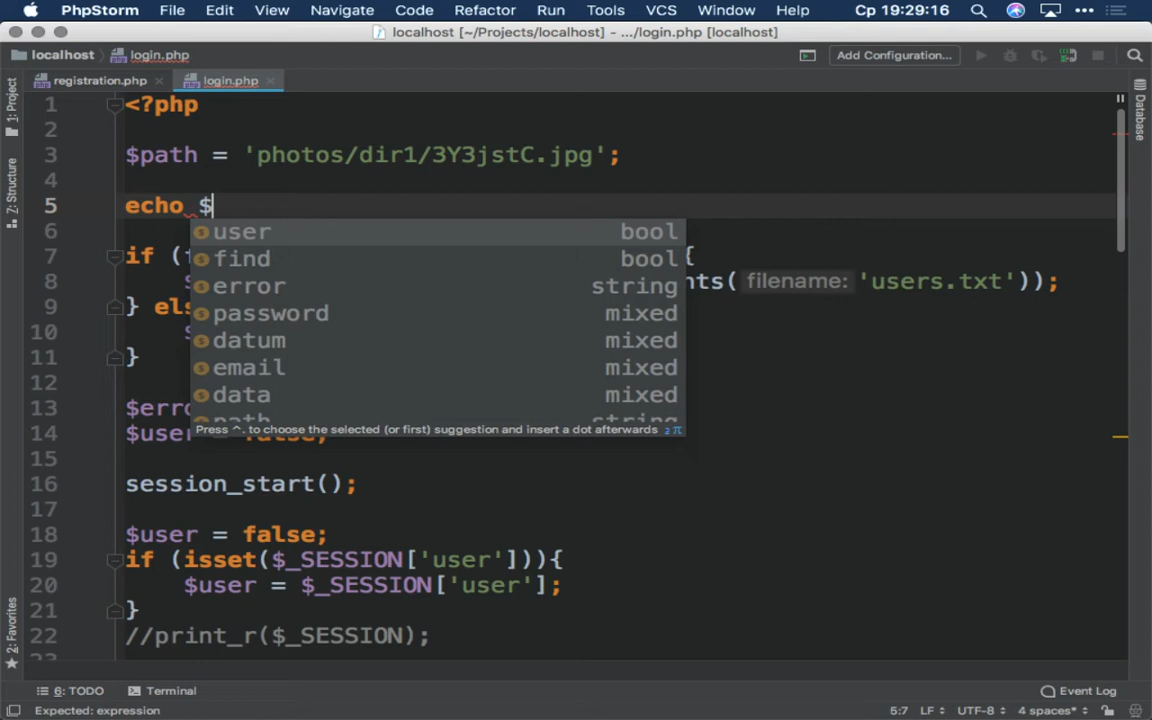 PhpStorm File Edit View Navigate Code Refactor Run Tools VCS Window Help Ср 19:29:16
localhost [~/Projects/localhost] - .../login.php [localhost]
localhost login.php Add Configuration...
registration.php login.php
1 <?php
2
3 $path = 'photos/dir1/3Y3jstC.jpg';
4
5 echo $
6
user bool
7 if ( {
find bool
8 nts( filename: 'users.txt'));
error string
9 } els
password mixed
10
datum mixed
11 }
email mixed
12
data mixed
13 $erro
path string
Press ^. to choose the selected (or first) suggestion and insert a dot afterwards
14 $user = false;
15
16 session_start();
17
18 $user = false;
19 if (isset($_SESSION['user'])){
20 $user = $_SESSION['user'];
21 }
22 //print_r($_SESSION);
1: Project
Z: Structure
2: Favorites
Database
6: TODO Terminal Event Log
Expected: expression 5:7 LF UTF-8 4 spaces*